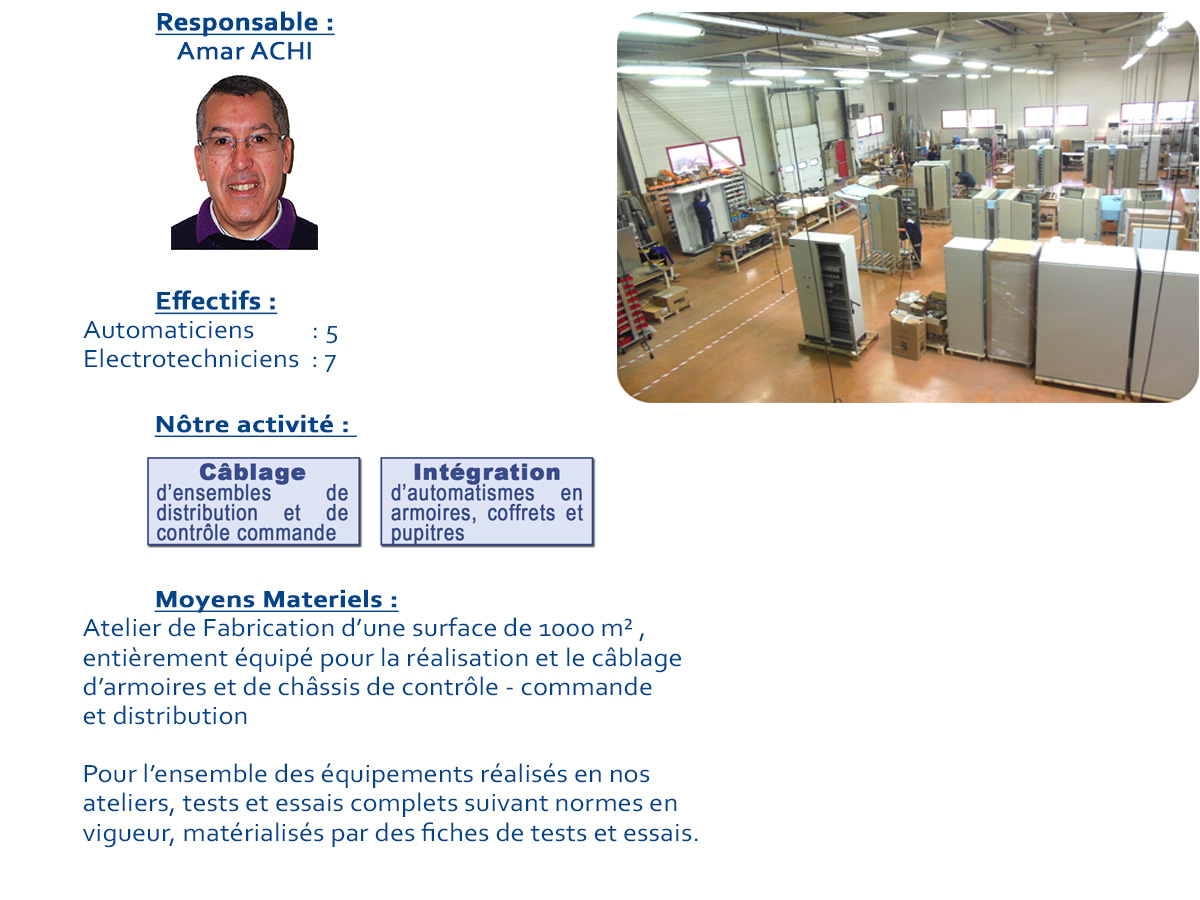 Responsable :
Amar ACHI
Effectifs :
Automaticiens : 5
Electrotechniciens : 7
Nôtre activité :
Câblage
d'ensembles de
distribution et de
contrôle commande
Intégration
d'automatismes en
armoires, coffrets et
pupitres
Moyens Materiels :
Atelier de Fabrication d’une surface de 1000 m² ,
entièrement équipé pour la réalisation et le câblage
d’armoires et de châssis de contrôle - commande
et distribution
Pour l’ensemble des équipements réalisés en nos
ateliers, tests et essais complets suivant normes en
vigueur, matérialisés par des fiches de tests et essais.